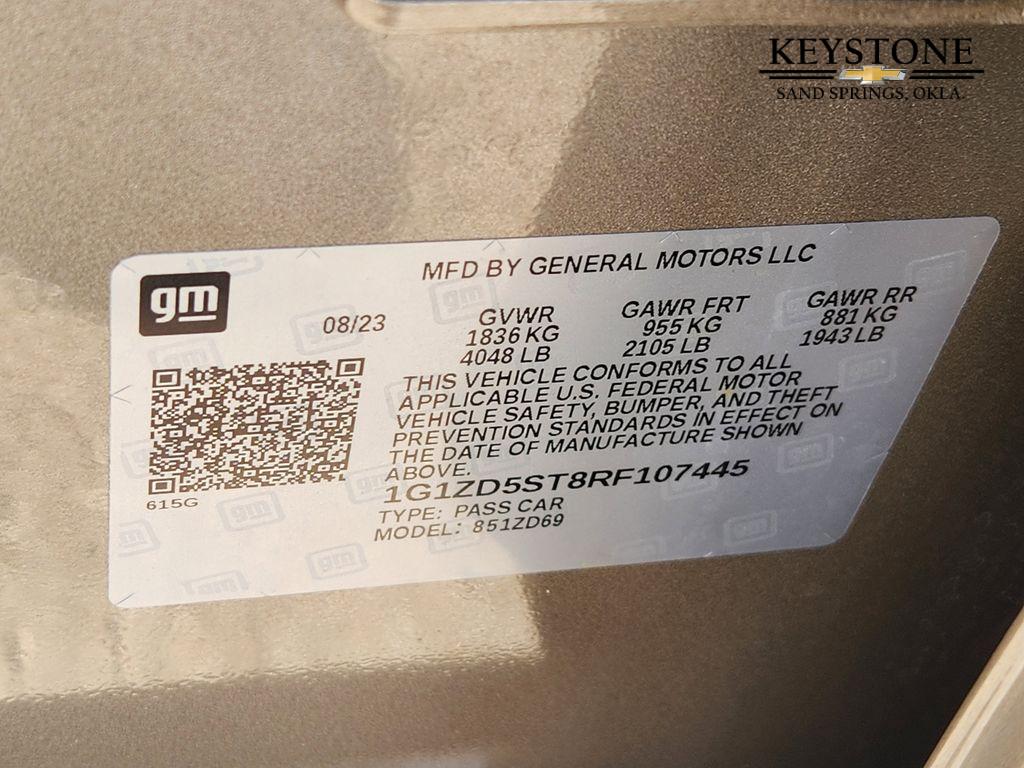 KEYSTONE
SAND SPRINGS, OKLA.
gm
MFD BY GENERAL MOTORS LLC
08/23
GVWR
1836 KG
4048 LB
GAWR FRT
955 KG
2105 LB
GAWR RR
881 KG
1943 LB
THIS VEHICLE CONFORMS TO ALL
APPLICABLE U.S. FEDERAL MOTOR
VEHICLE SAFETY, BUMPER, AND THEFT
PREVENTION STANDARDS IN EFFECT ON
THE DATE OF MANUFACTURE SHOWN
ABOVE.
1G1ZD5ST8RF107445
TYPE: PASS CAR
MODEL: 851ZD69
615G